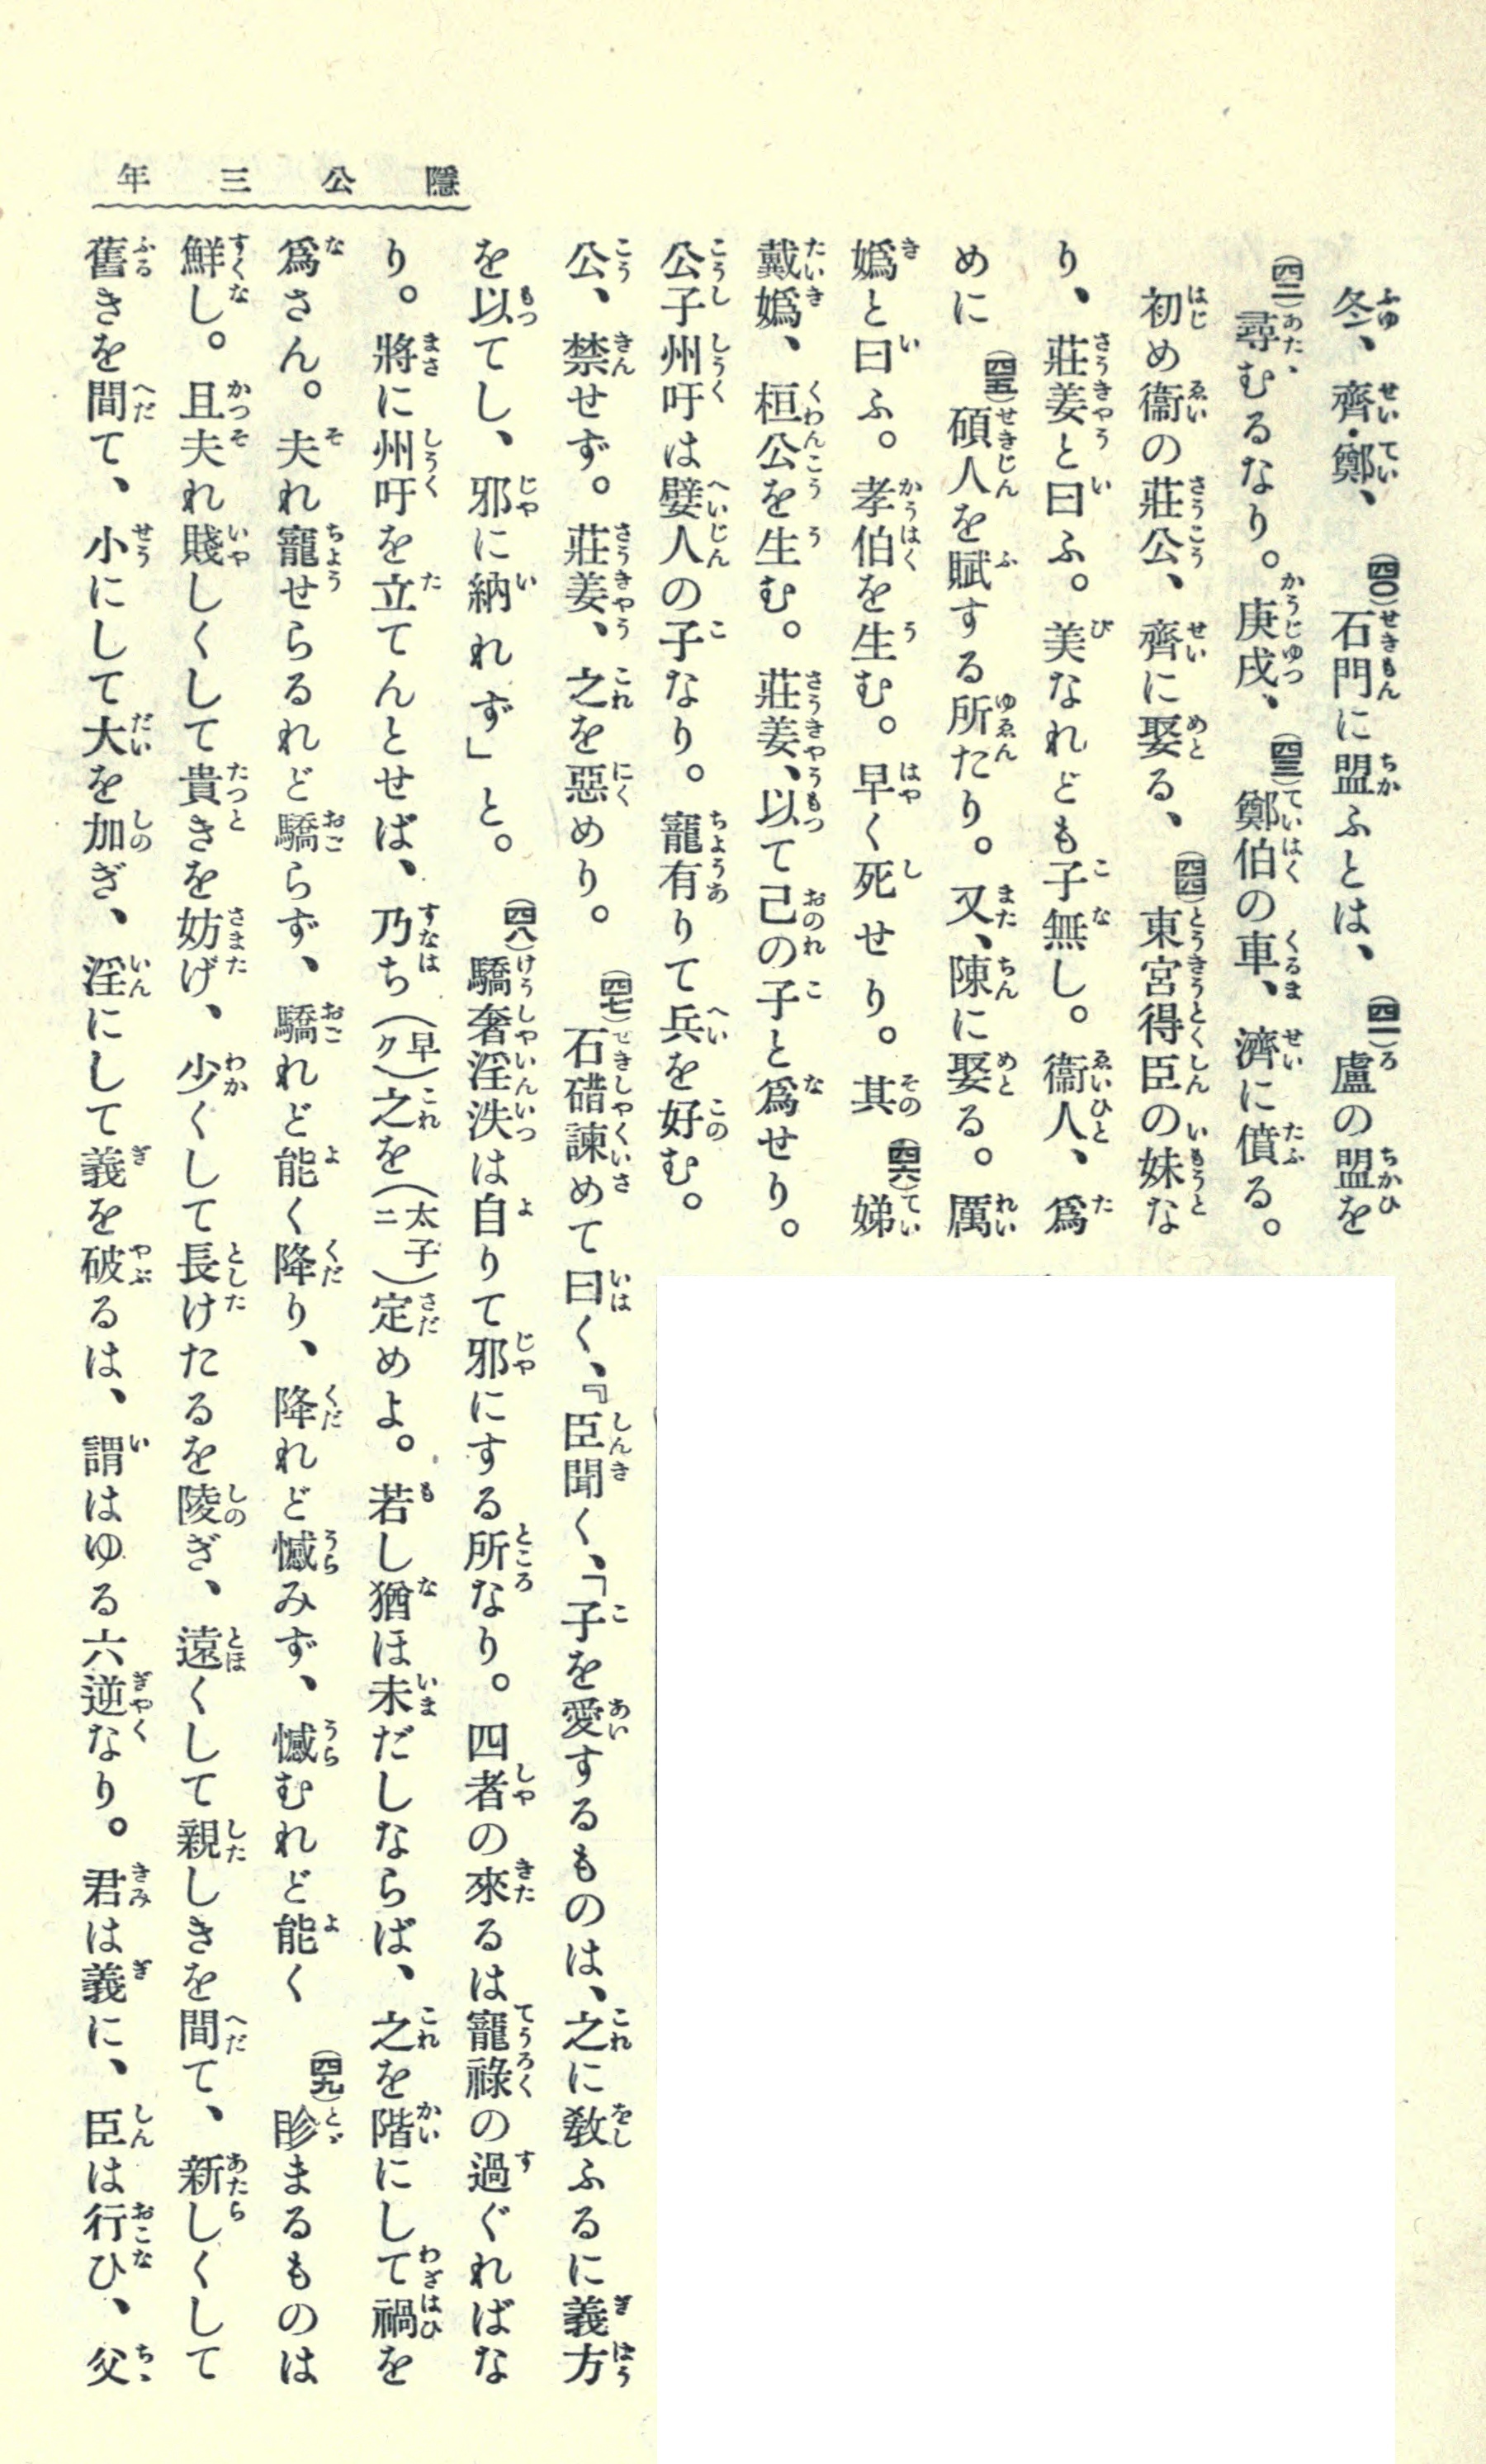 隱公三年
冬、齊・鄭、(四〇)石門に盟ふとは、(四一)盧の盟を
(四二)尋むるなり。庚戌、(四三)鄭伯の車、濟に僨る。
初め衞の莊公、齊に娶る、(四四)東宮得臣の妹な
り、莊姜と曰ふ。美なれども子無し。衞人、爲
めに(四五)碩人を賦する所たり。又、陳に娶る。厲
嬀と曰ふ。孝伯を生む。早く死せり。其(四六)娣
戴嬀、桓公を生む。莊姜、以て己の子と爲せり。
公子州吁は嬖人の子なり。寵有りて兵を好む。
公、禁せず。莊姜、之を惡めり。(四七)石碏諫めて曰く、『臣聞く、「子を愛するものは、之に敎ふるに義方
を以てし、邪に納れず」と。(四八)驕奢淫泆は自りて邪にする所なり。四者の來るは寵祿の過ぐればな
り。將に州吁を立てんとせば、乃ち(早ク)之を(太子ニ)定めよ。若し猶ほ未だしならば、之を階にして禍を
爲さん。夫れ寵せらるれど驕らず、驕れど能く降り、降れど憾みず、憾むれど能く(四九)眕まるものは
鮮し。且夫れ賤しくして貴きを妨げ、少くして長けたるを陵ぎ、遠くして親しきを間て、新しくして
舊きを間て、小にして大を加ぎ、淫にして義を破るは、謂はゆる六逆なり。君は義に、臣は行ひ、父